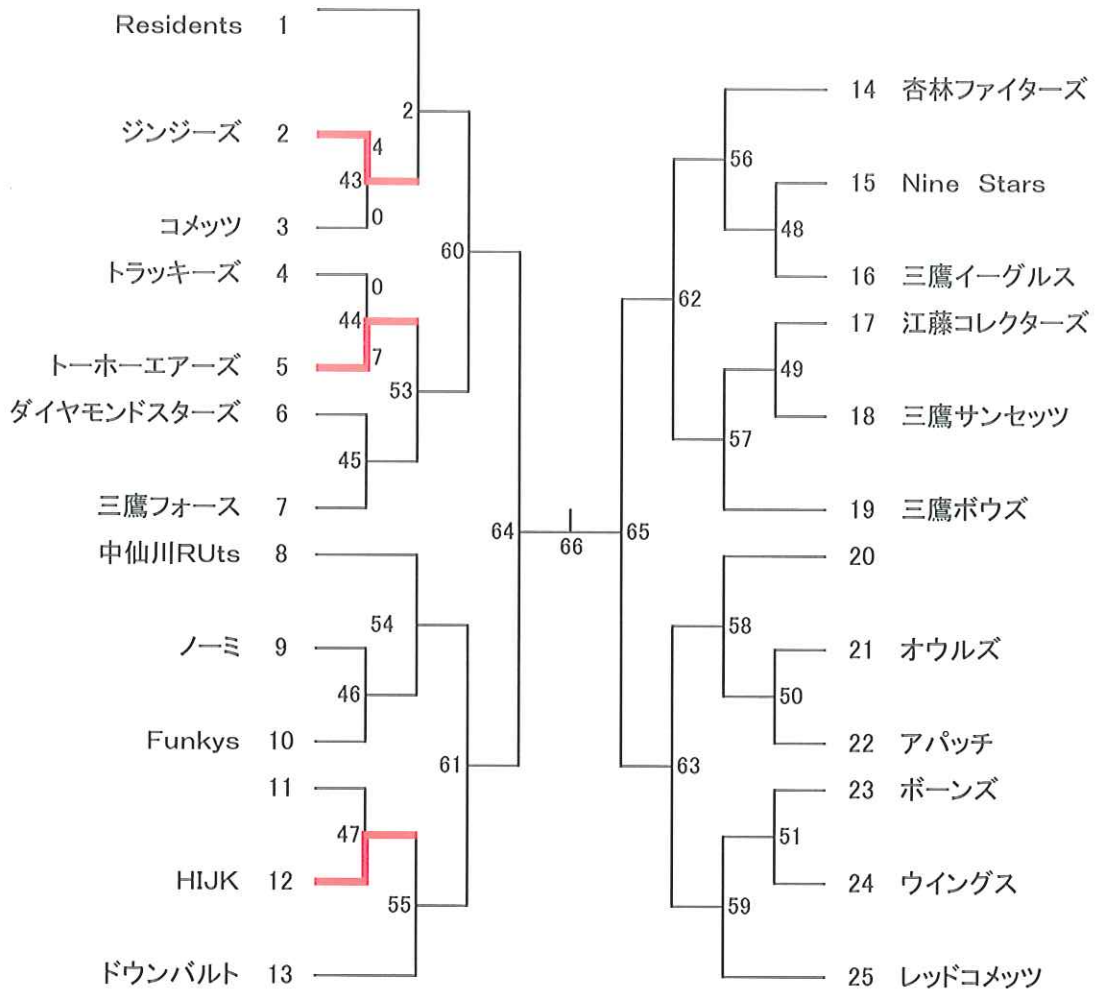 Residents 1
ジンジーズ 2
コメッツ 3
トラッキーズ 4
トーホーエアーズ 5
ダイヤモンドスターズ 6
三鷹フォース 7
中仙川RUts 8
ノーミ 9
Funkys 10
11
HIJK 12
ドウンバルト 13
4
43
0
0
44
7
45
46
47
2
53
54
55
60
61
64
66
65
62
63
56
57
58
59
48
49
50
51
14 杏林ファイターズ
15 Nine Stars
16 三鷹イーグルス
17 江藤コレクターズ
18 三鷹サンセッツ
19 三鷹ボウズ
20
21 オウルズ
22 アパッチ
23 ボーンズ
24 ウイングス
25 レッドコメッツ